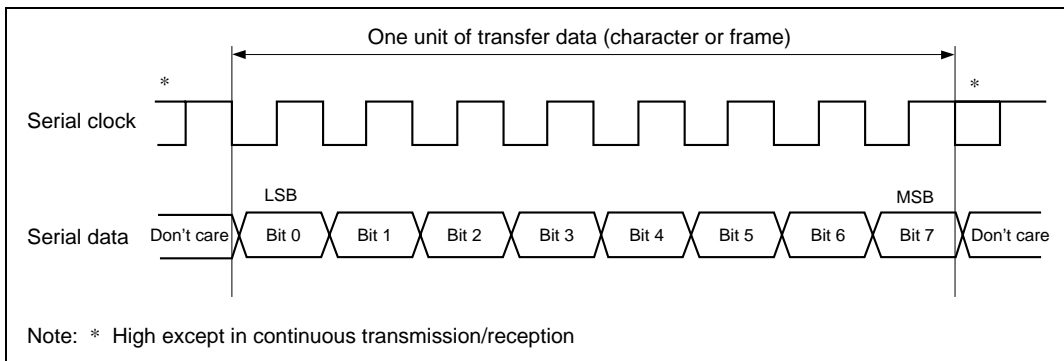 One unit of transfer data (character or frame)
* *
Serial clock
LSB MSB
Serial data Don't care Bit 0 Bit 1 Bit 2 Bit 3 Bit 4 Bit 5 Bit 6 Bit 7 Don't care
Note: * High except in continuous transmission/reception